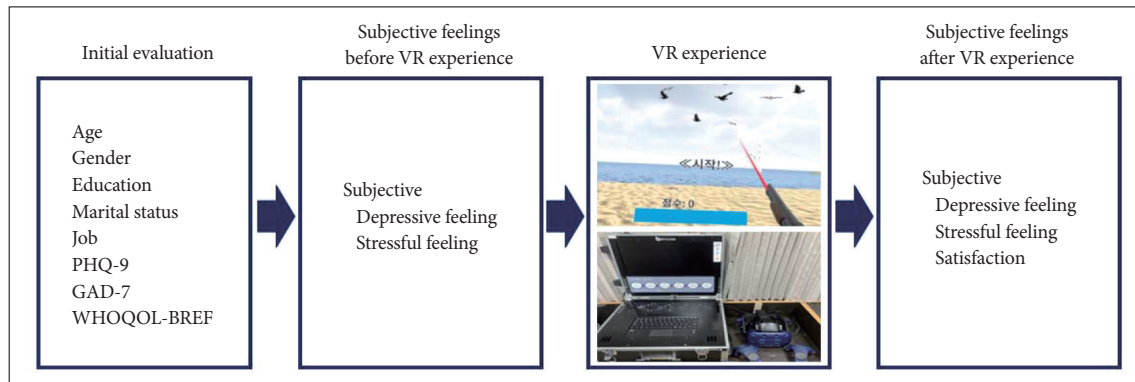 Initial evaluation
Age
Gender
Education
Marital status
Job
PHQ-9
GAD-7
WHOQOL-BREF
Subjective feelings
before VR experience
Subjective
Depressive feeling
Stressful feeling
VR experience
≪시작!≫
점수: 0
Subjective feelings
after VR experience
Subjective
Depressive feeling
Stressful feeling
Satisfaction